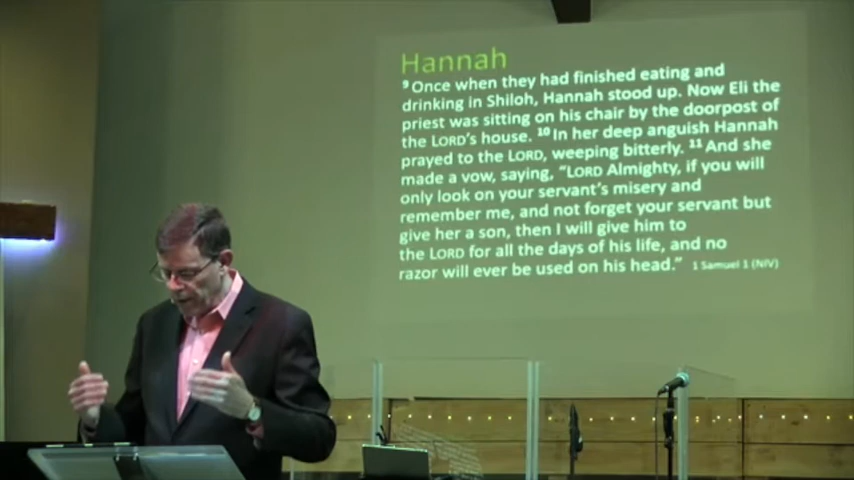 Hannah
9 Once when they had finished eating and
drinking in Shiloh, Hannah stood up. Now Eli the
priest was sitting on his chair by the doorpost of
the LORD's house. 10 In her deep anguish Hannah
prayed to the LORD, weeping bitterly. 11 And she
made a vow, saying, “LORD Almighty, if you will
only look on your servant's misery and
remember me, and not forget your servant but
give her a son, then I will give him to
the LORD for all the days of his life, and no
razor will ever be used on his head.” 1 Samuel 1 (NIV)